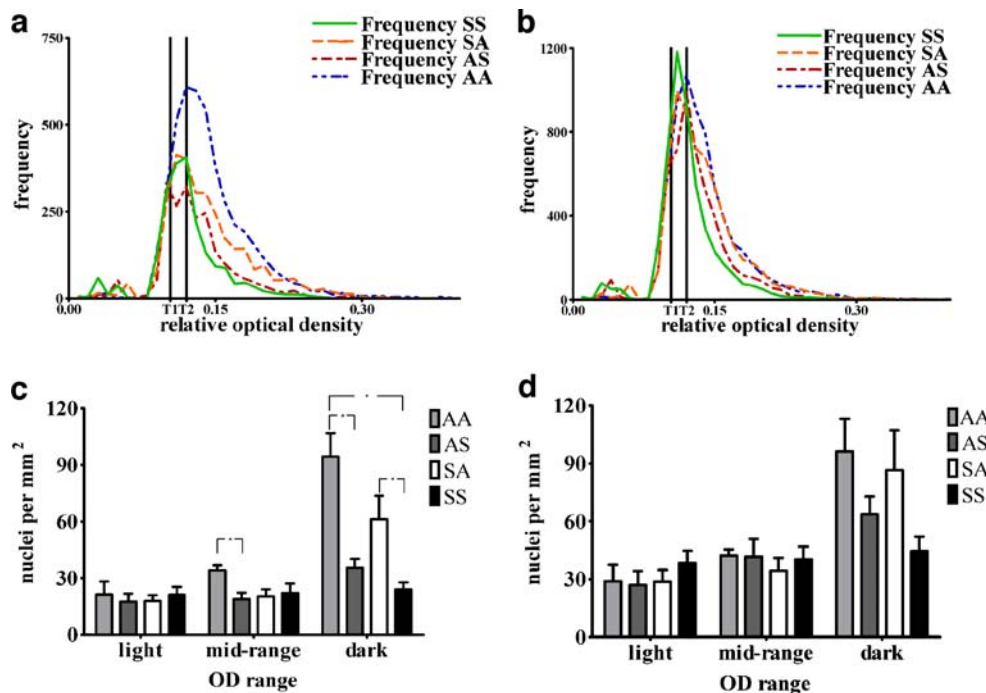 a
Frequency SS
Frequency SA
Frequency AS
Frequency AA
750
500
250
0
frequency
0.00
T1T2
0.15
0.30
relative optical density
b
Frequency SS
Frequency SA
Frequency AS
Frequency AA
1200
900
600
300
0
frequency
0.00
T1T2
0.15
0.30
relative optical density
c
120
90
60
30
0
nuclei per mm 2
AA
AS
SA
SS
light mid-range dark
OD range
d
120
90
60
30
0
nuclei per mm 2
AA
AS
SA
SS
light mid-range dark
OD range